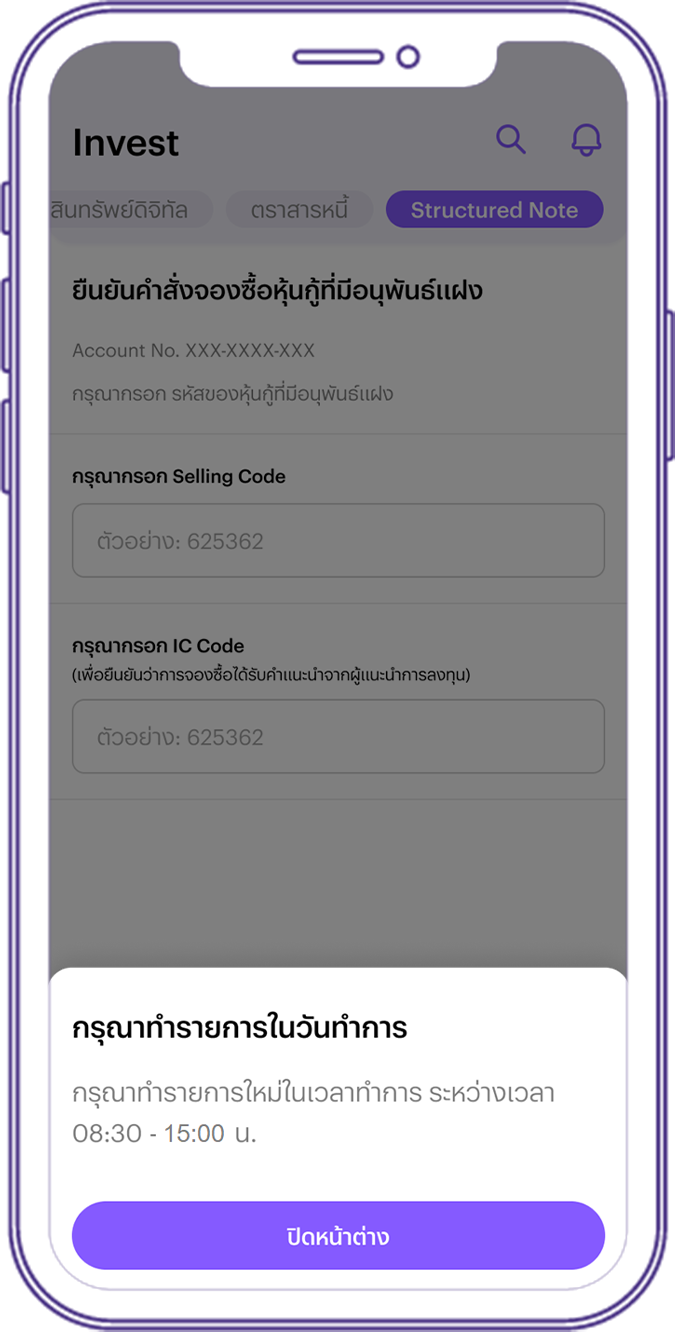 Invest
สินทรัพย์ดิจิทัล ตราสารหนี้ Structured Note
ยืนยันคำสั่งจองซื้อหุ้นกู้ที่มีอนุพันธ์แฝง
Account No. XXX-XXXX-XXX
กรุณากรอก รหัสของหุ้นกู้ที่มีอนุพันธ์แฝง
กรุณากรอก Selling Code
ตัวอย่าง: 625362
กรุณากรอก IC Code
(เพื่อยืนยันว่าการจองซื้อได้รับคำแนะนำจากผู้แนะนำการลงทุน)
ตัวอย่าง: 625362
กรุณาทำรายการในวันทำการ
กรุณาทำรายการใหม่ในเวลาทำการ ระหว่างเวลา
08:30 - 15:00 น.
ปิดหน้าต่าง